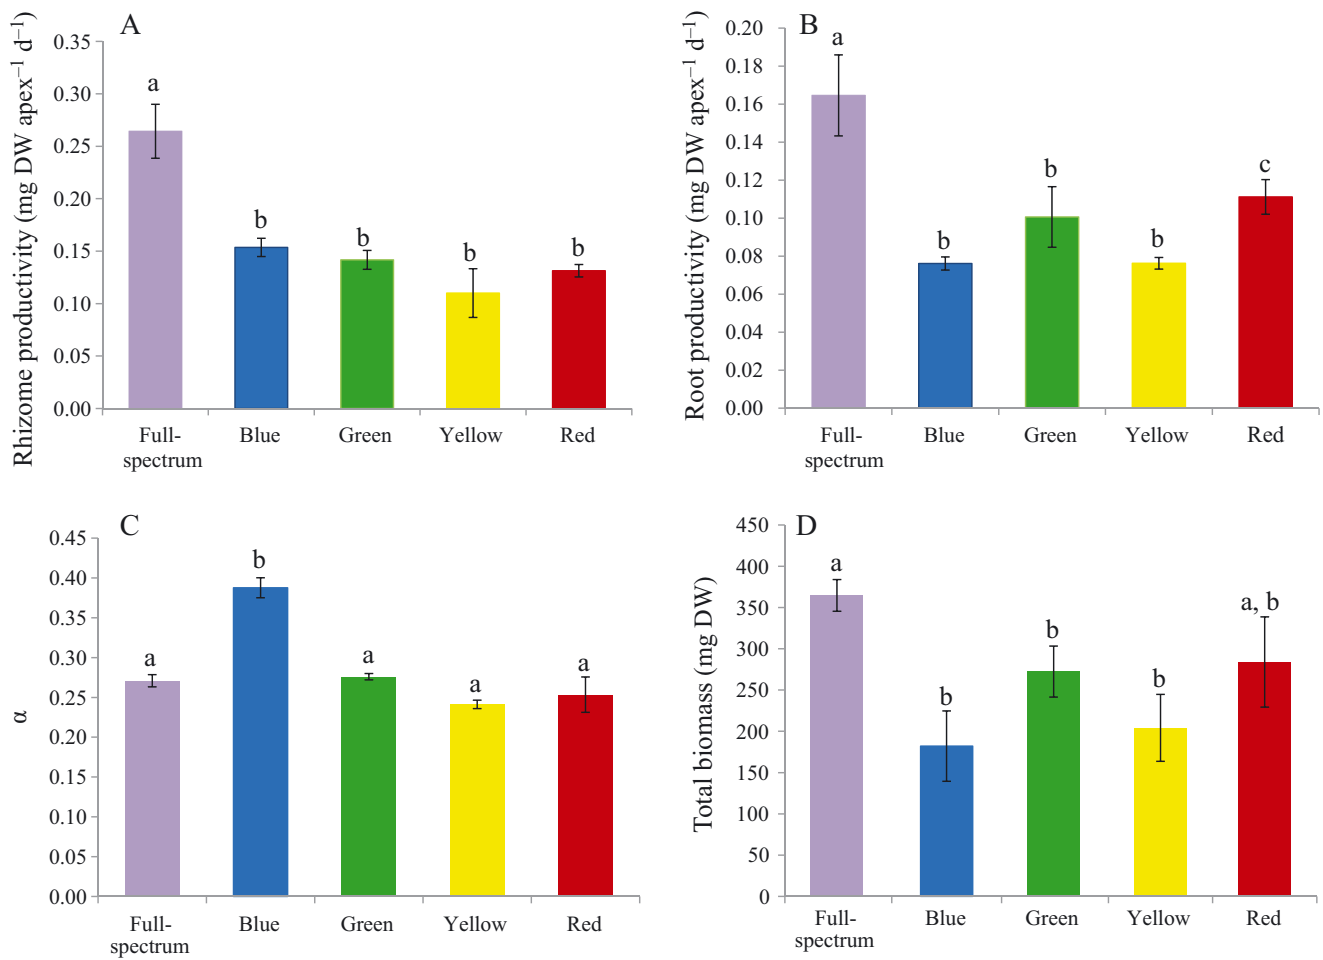 A
Rhizome productivity (mg DW apex⁻¹ d⁻¹)
0.35
0.30
0.25
0.20
0.15
0.10
0.05
0.00
a
b
b
b
b
Full-
spectrum
Blue
Green
Yellow
Red
B
Root productivity (mg DW apex⁻¹ d⁻¹)
0.20
0.18
0.16
0.14
0.12
0.10
0.08
0.06
0.04
0.02
0.00
a
b
b
b
c
Full-
spectrum
Blue
Green
Yellow
Red
C
α
0.45
0.40
0.35
0.30
0.25
0.20
0.15
0.10
0.05
0.00
a
b
a
a
a
Full-
spectrum
Blue
Green
Yellow
Red
D
Total biomass (mg DW)
450
400
350
300
250
200
150
100
50
0
a
b
b
b
a, b
Full-
spectrum
Blue
Green
Yellow
Red